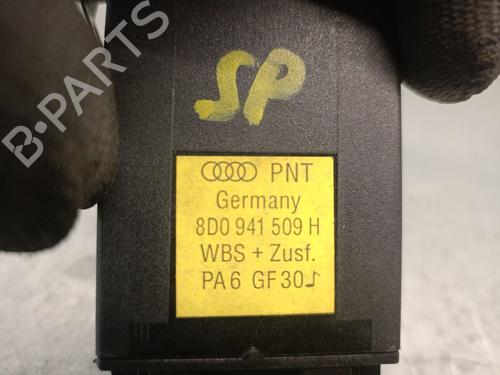 SP
PNT
Germany
8D0 941 509 H
WBS + Zusf.
PA6 GF30
B-PARTS